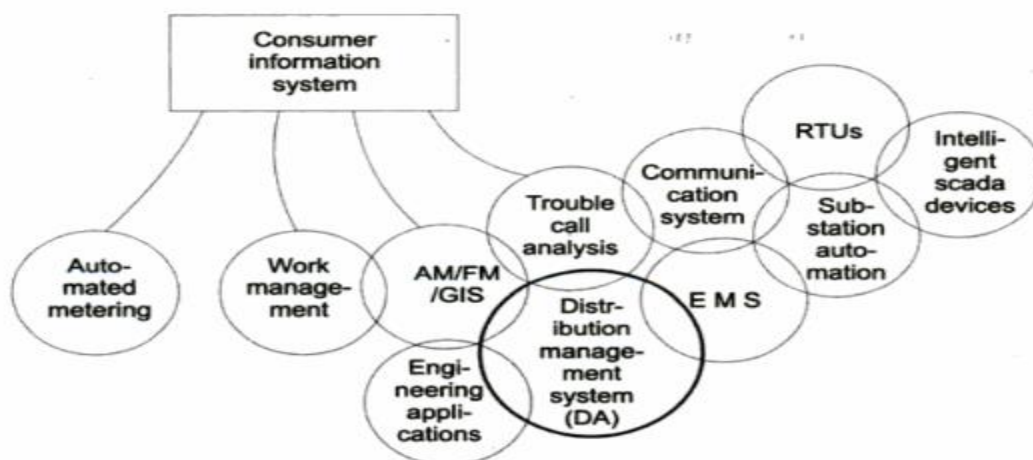 Consumer
information
system
RTUs
Intelli-
gent
scada
devices
Communi-
cation
system
Trouble
call
analysis
Sub-
station
auto-
mation
Auto-
mated
metering
Work
manage-
ment
AM/FM
/GIS
E M S
Distr-
ibution
manage-
ment
system
(DA)
Engi-
neering
appli-
cations